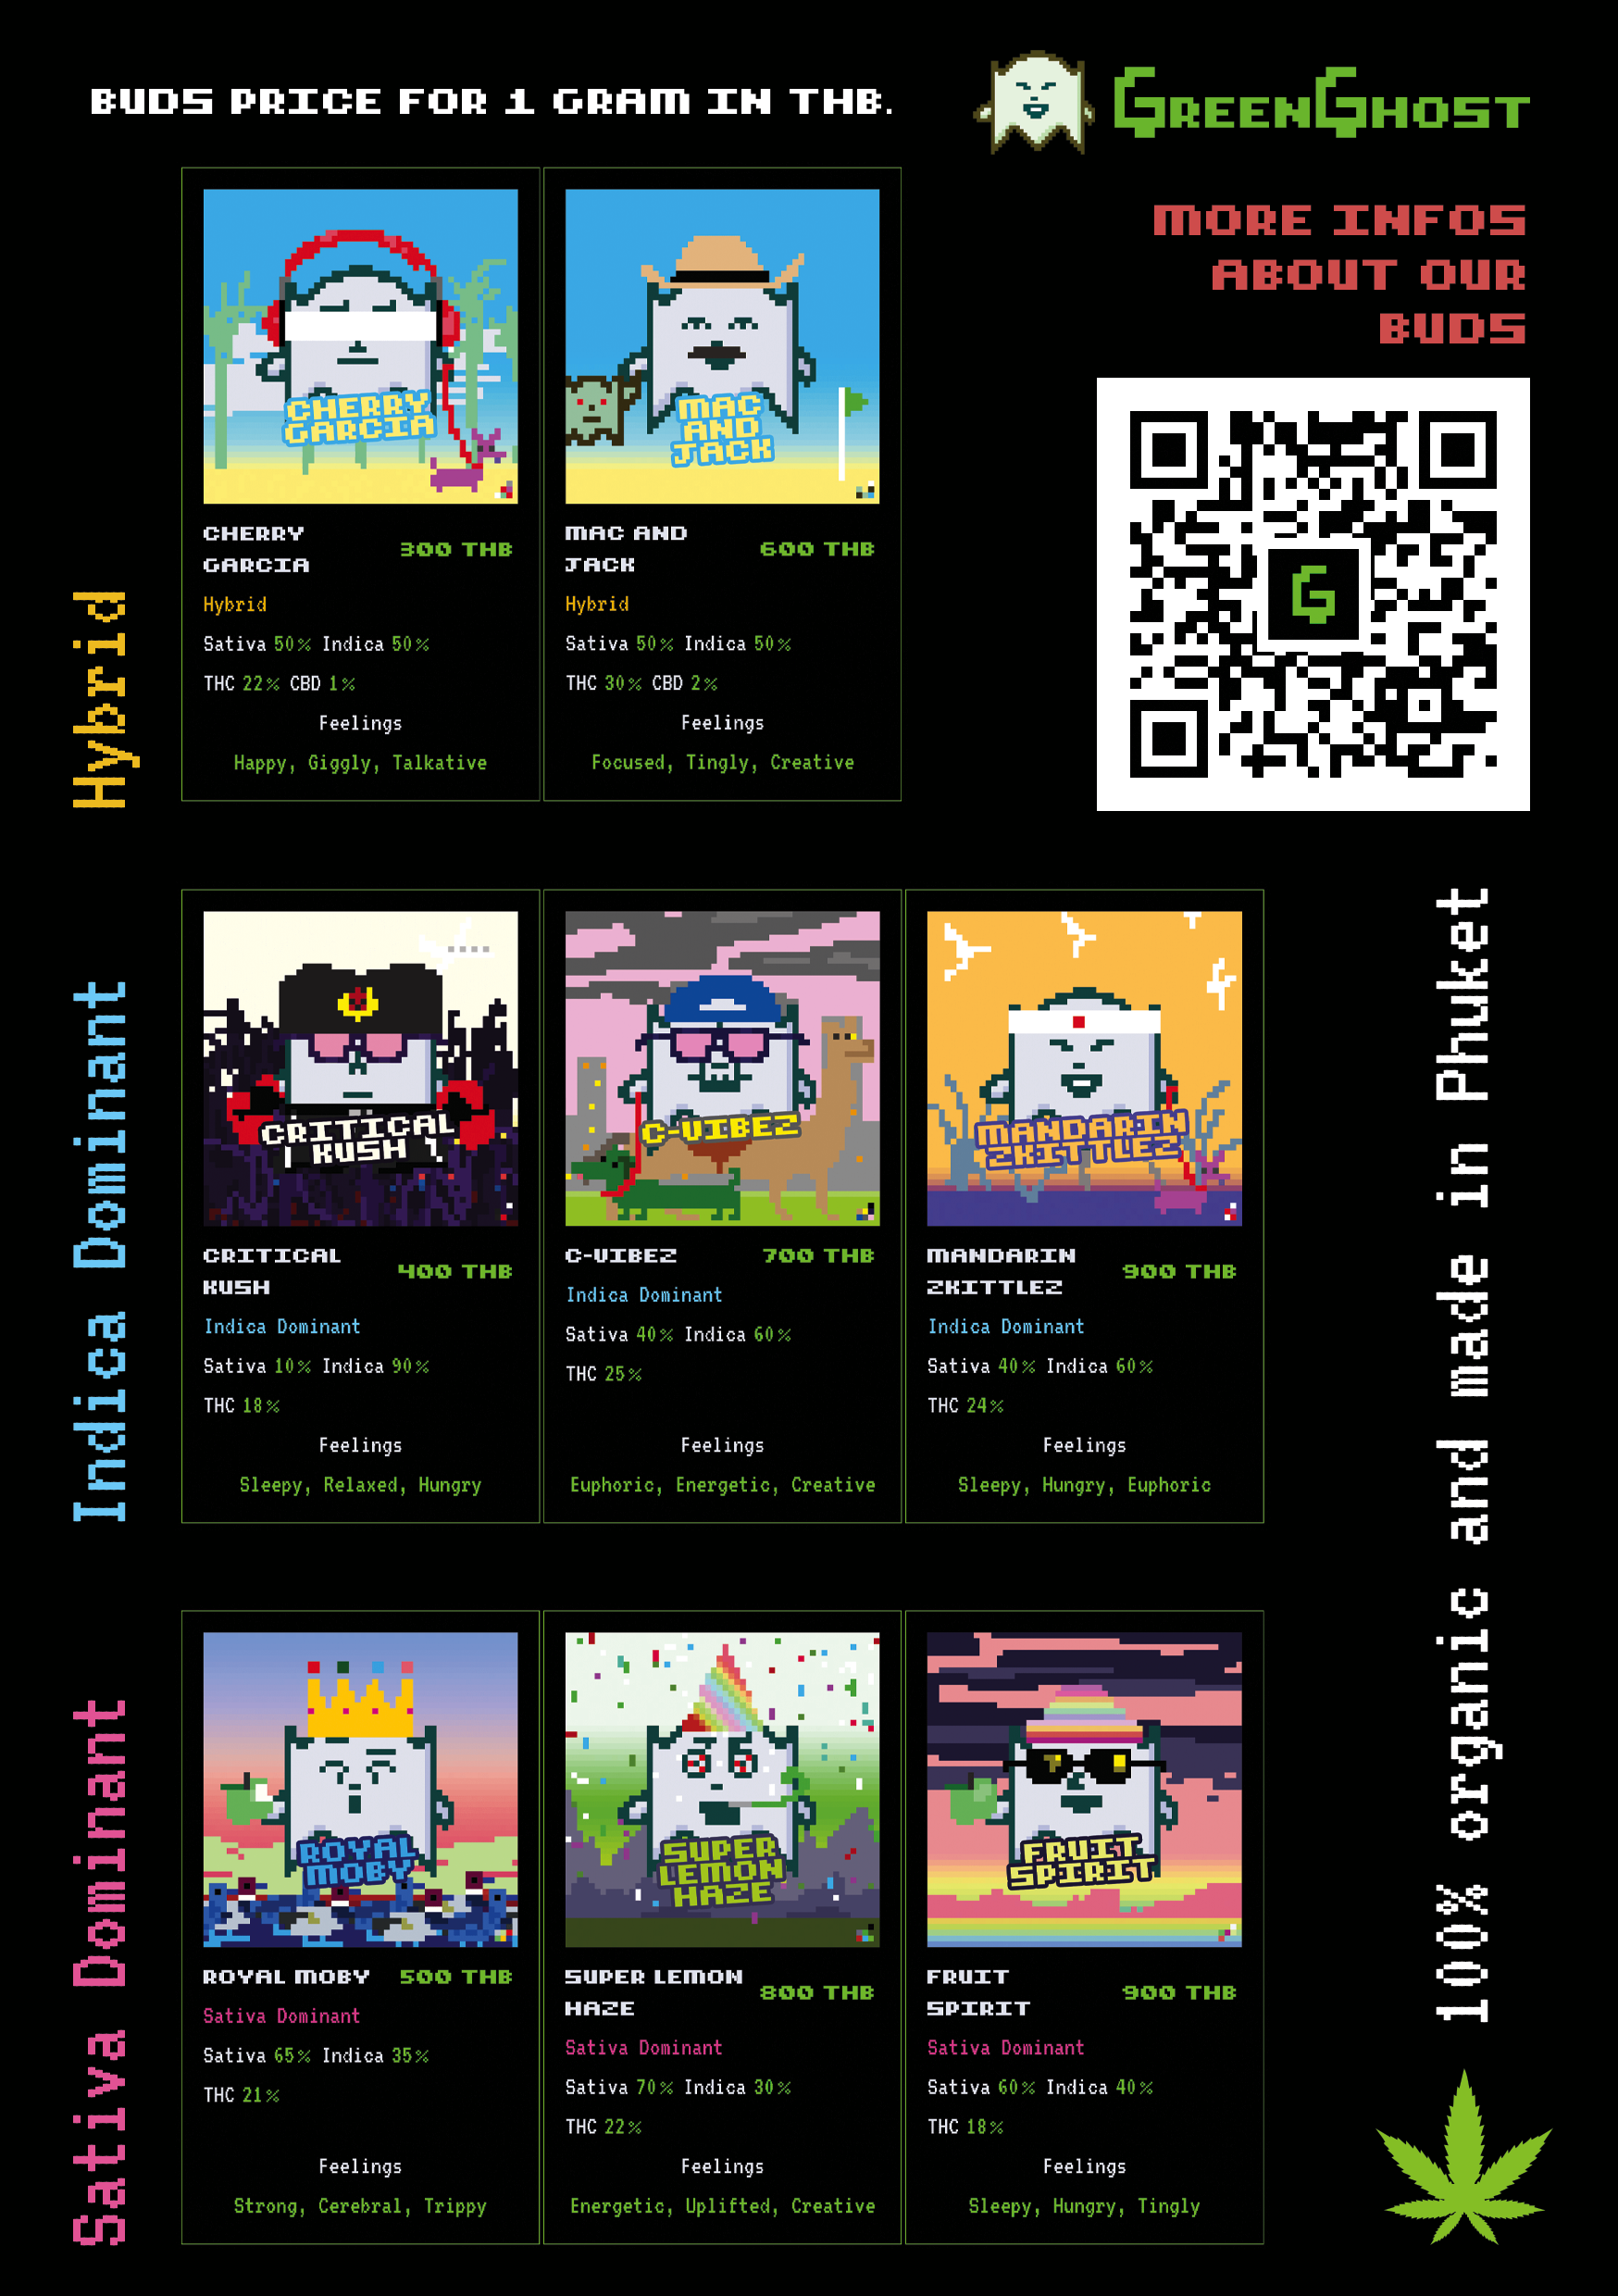 BUDS PRICE FOR 1 GRAM IN THB.
GREENGHOST
MORE INFOS
ABOUT OUR
BUDS
G
Hybrid
CHERRY
GARCIA
CHERRY
GARCIA
300 THB
Hybrid
Sativa 50% Indica 50%
THC 22% CBD 1%
Feelings
Happy, Giggly, Talkative
MAC
AND
JACK
MAC AND
JACK
600 THB
Hybrid
Sativa 50% Indica 50%
THC 30% CBD 2%
Feelings
Focused, Tingly, Creative
Indica Dominant
CRITICAL
KUSH
CRITICAL
KUSH
400 THB
Indica Dominant
Sativa 10% Indica 90%
THC 18%
Feelings
Sleepy, Relaxed, Hungry
C-VIBEZ
C-VIBEZ 700 THB
Indica Dominant
Sativa 40% Indica 60%
THC 25%
Feelings
Euphoric, Energetic, Creative
MANDARIN
ZKITTLEZ
MANDARIN
ZKITTLEZ
900 THB
Indica Dominant
Sativa 40% Indica 60%
THC 24%
Feelings
Sleepy, Hungry, Euphoric
Sativa Dominant
ROYAL
MOBY
ROYAL MOBY 500 THB
Sativa Dominant
Sativa 65% Indica 35%
THC 21%
Feelings
Strong, Cerebral, Trippy
SUPER
LEMON
HAZE
SUPER LEMON
HAZE
800 THB
Sativa Dominant
Sativa 70% Indica 30%
THC 22%
Feelings
Energetic, Uplifted, Creative
FRUIT
SPIRIT
FRUIT
SPIRIT
900 THB
Sativa Dominant
Sativa 60% Indica 40%
THC 18%
Feelings
Sleepy, Hungry, Tingly
100% organic and made in Phuket